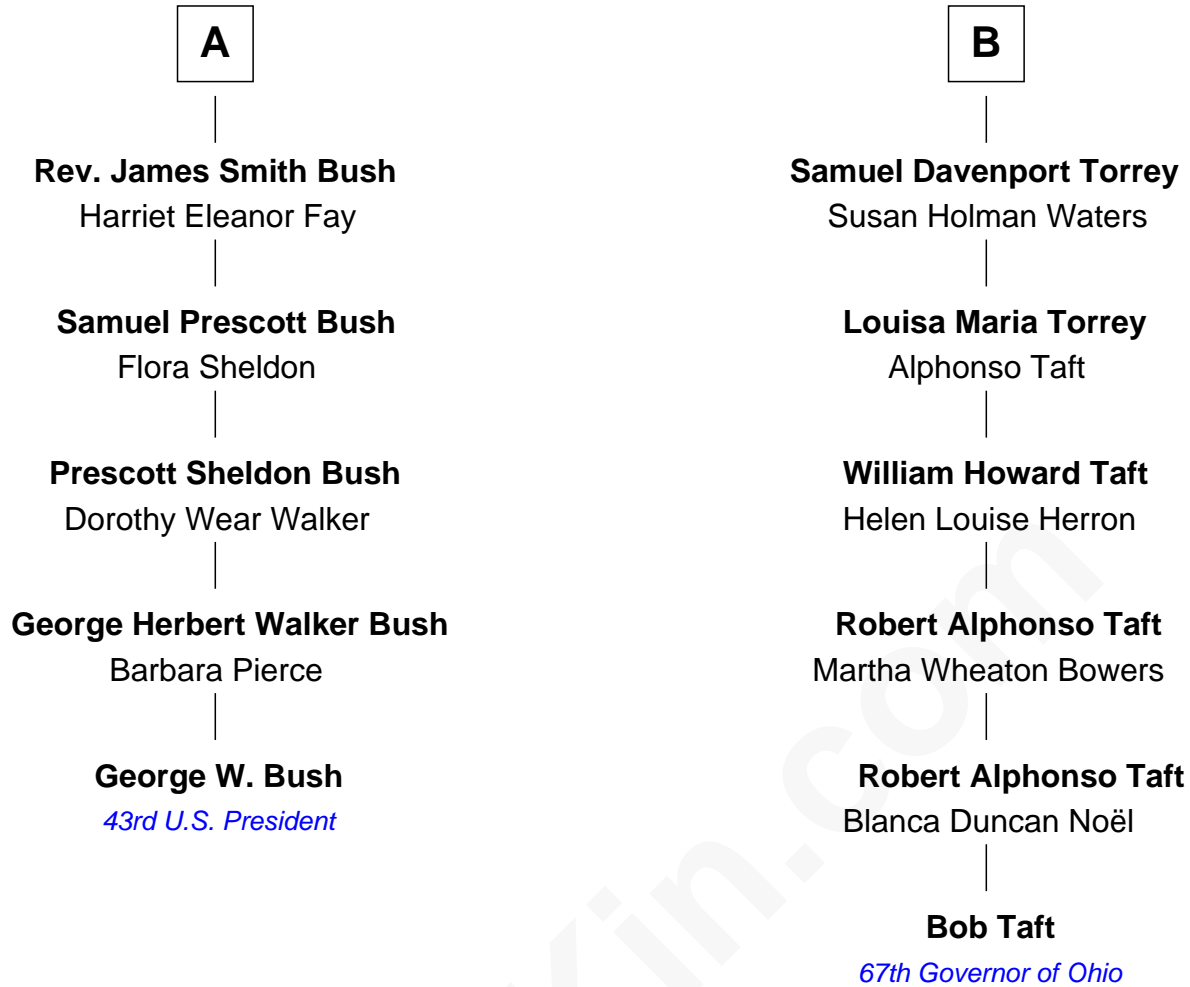 A
Rev. James Smith Bush
Harriet Eleanor Fay
Samuel Prescott Bush
Flora Sheldon
Prescott Sheldon Bush
Dorothy Wear Walker
George Herbert Walker Bush
Barbara Pierce
George W. Bush
43rd U.S. President
B
Samuel Davenport Torrey
Susan Holman Waters
Louisa Maria Torrey
Alphonso Taft
William Howard Taft
Helen Louise Herron
Robert Alphonso Taft
Martha Wheaton Bowers
Robert Alphonso Taft
Blanca Duncan Noël
Bob Taft
67th Governor of Ohio